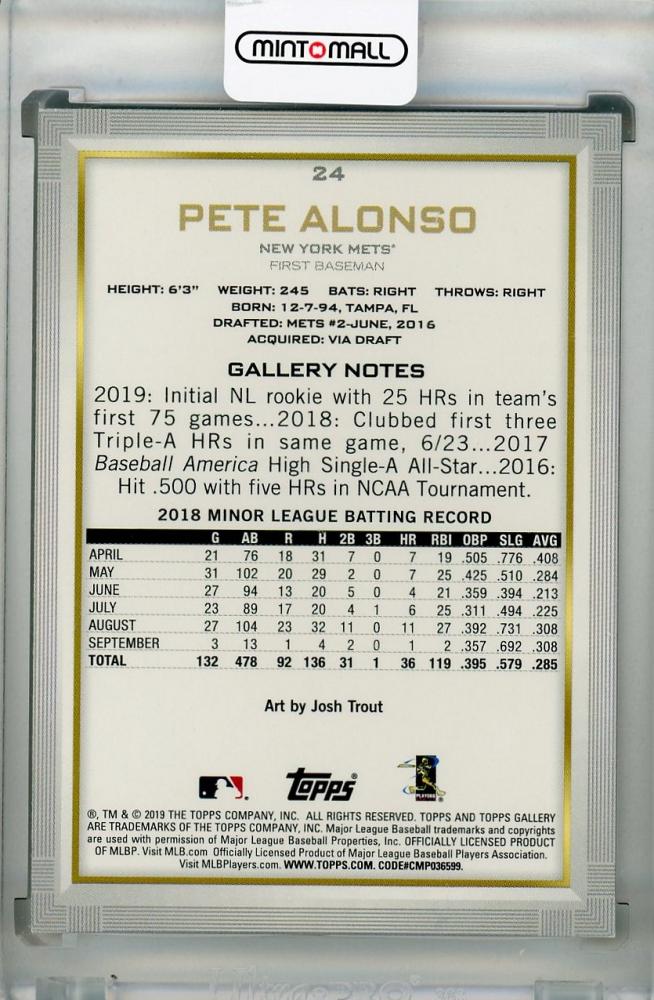 MINTMALL
24
PETE ALONSO
NEW YORK METS®
FIRST BASEMAN
HEIGHT: 6'3" WEIGHT: 245 BATS: RIGHT THROWS: RIGHT
BORN: 12-7-94, TAMPA, FL
DRAFTED: METS #2-JUNE, 2016
ACQUIRED: VIA DRAFT
GALLERY NOTES
2019: Initial NL rookie with 25 HRs in team's
first 75 games...2018: Clubbed first three
Triple-A HRs in same game, 6/23...2017
Baseball America High Single-A All-Star...2016:
Hit .500 with five HRs in NCAA Tournament.
2018 MINOR LEAGUE BATTING RECORD
G AB R H 2B 3B HR RBI OBP SLG AVG
APRIL 21 76 18 31 7 0 7 19 .505 .776 .408
MAY 31 102 20 29 2 0 7 25 .425 .510 .284
JUNE 27 94 13 20 5 0 4 21 .359 .394 .213
JULY 23 89 17 20 4 1 6 25 .311 .494 .225
AUGUST 27 104 23 32 11 0 11 27 .392 .731 .308
SEPTEMBER 3 13 1 4 2 0 1 2 .357 .692 .308
TOTAL 132 478 92 136 31 1 36 119 .395 .579 .285
Art by Josh Trout
Topps® PLAYERS
®, TM & © 2019 THE TOPPS COMPANY, INC. ALL RIGHTS RESERVED. TOPPS AND TOPPS GALLERY
ARE TRADEMARKS OF THE TOPPS COMPANY, INC. Major League Baseball trademarks and copyrights
are used with permission of Major League Baseball Properties, Inc. OFFICIALLY LICENSED PRODUCT
OF MLBP. Visit MLB.com Officially Licensed Product of Major League Baseball Players Association.
Visit MLBPlayers.com. WWW.TOPPS.COM. CODE#CMP036599.